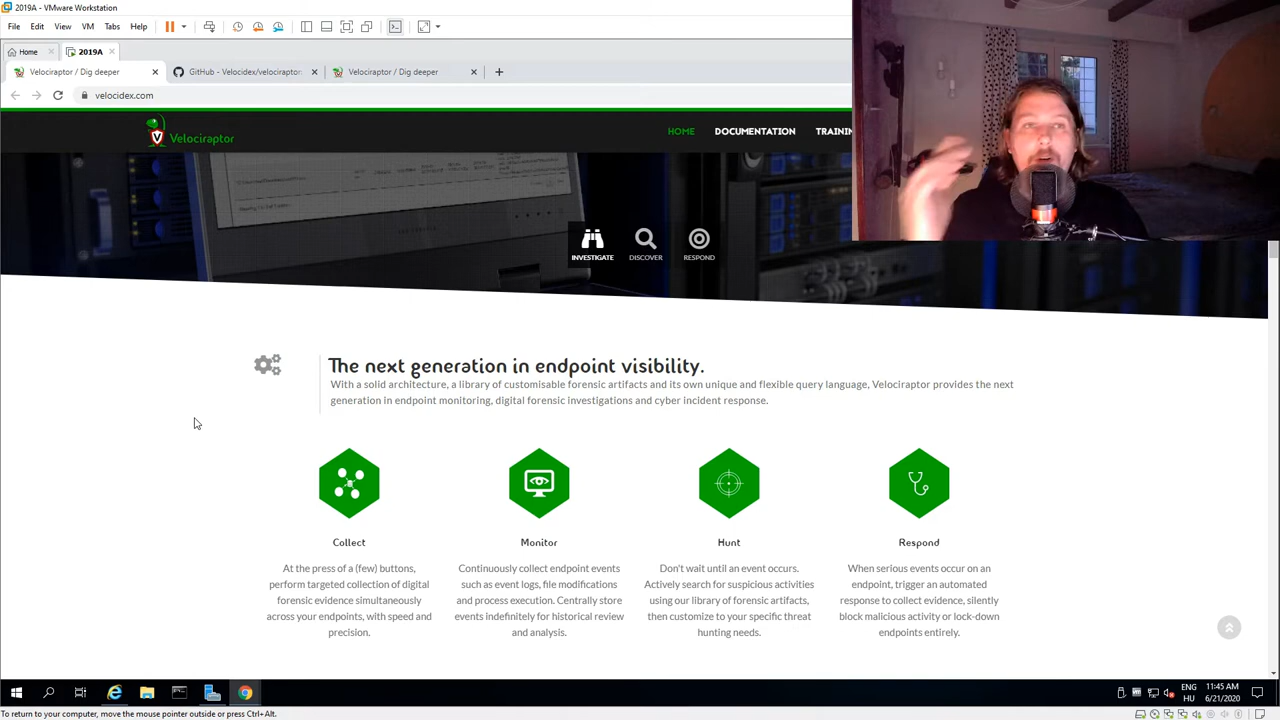 2019A - VMware Workstation
File Edit View VM Tabs Help
Home 2019A
Velociraptor / Dig deeper GitHub - Velocidex/velociraptor: Velociraptor / Dig deeper
velocidex.com
Velociraptor HOME DOCUMENTATION TRAININ
INVESTIGATE DISCOVER RESPOND
The next generation in endpoint visibility.
With a solid architecture, a library of customisable forensic artifacts and its own unique and flexible query language, Velociraptor provides the next
generation in endpoint monitoring, digital forensic investigations and cyber incident response.
Collect
At the press of a (few) buttons,
perform targeted collection of digital
forensic evidence simultaneously
across your endpoints, with speed and
precision.
Monitor
Continuously collect endpoint events
such as event logs, file modifications
and process execution. Centrally store
events indefinitely for historical review
and analysis.
Hunt
Don't wait until an event occurs.
Actively search for suspicious activities
using our library of forensic artifacts,
then customize to your specific threat
hunting needs.
Respond
When serious events occur on an
endpoint, trigger an automated
response to collect evidence, silently
block malicious activity or lock-down
endpoints entirely.
ENG 11:45 AM
HU 6/21/2020
To return to your computer, move the mouse pointer outside or press Ctrl+Alt.